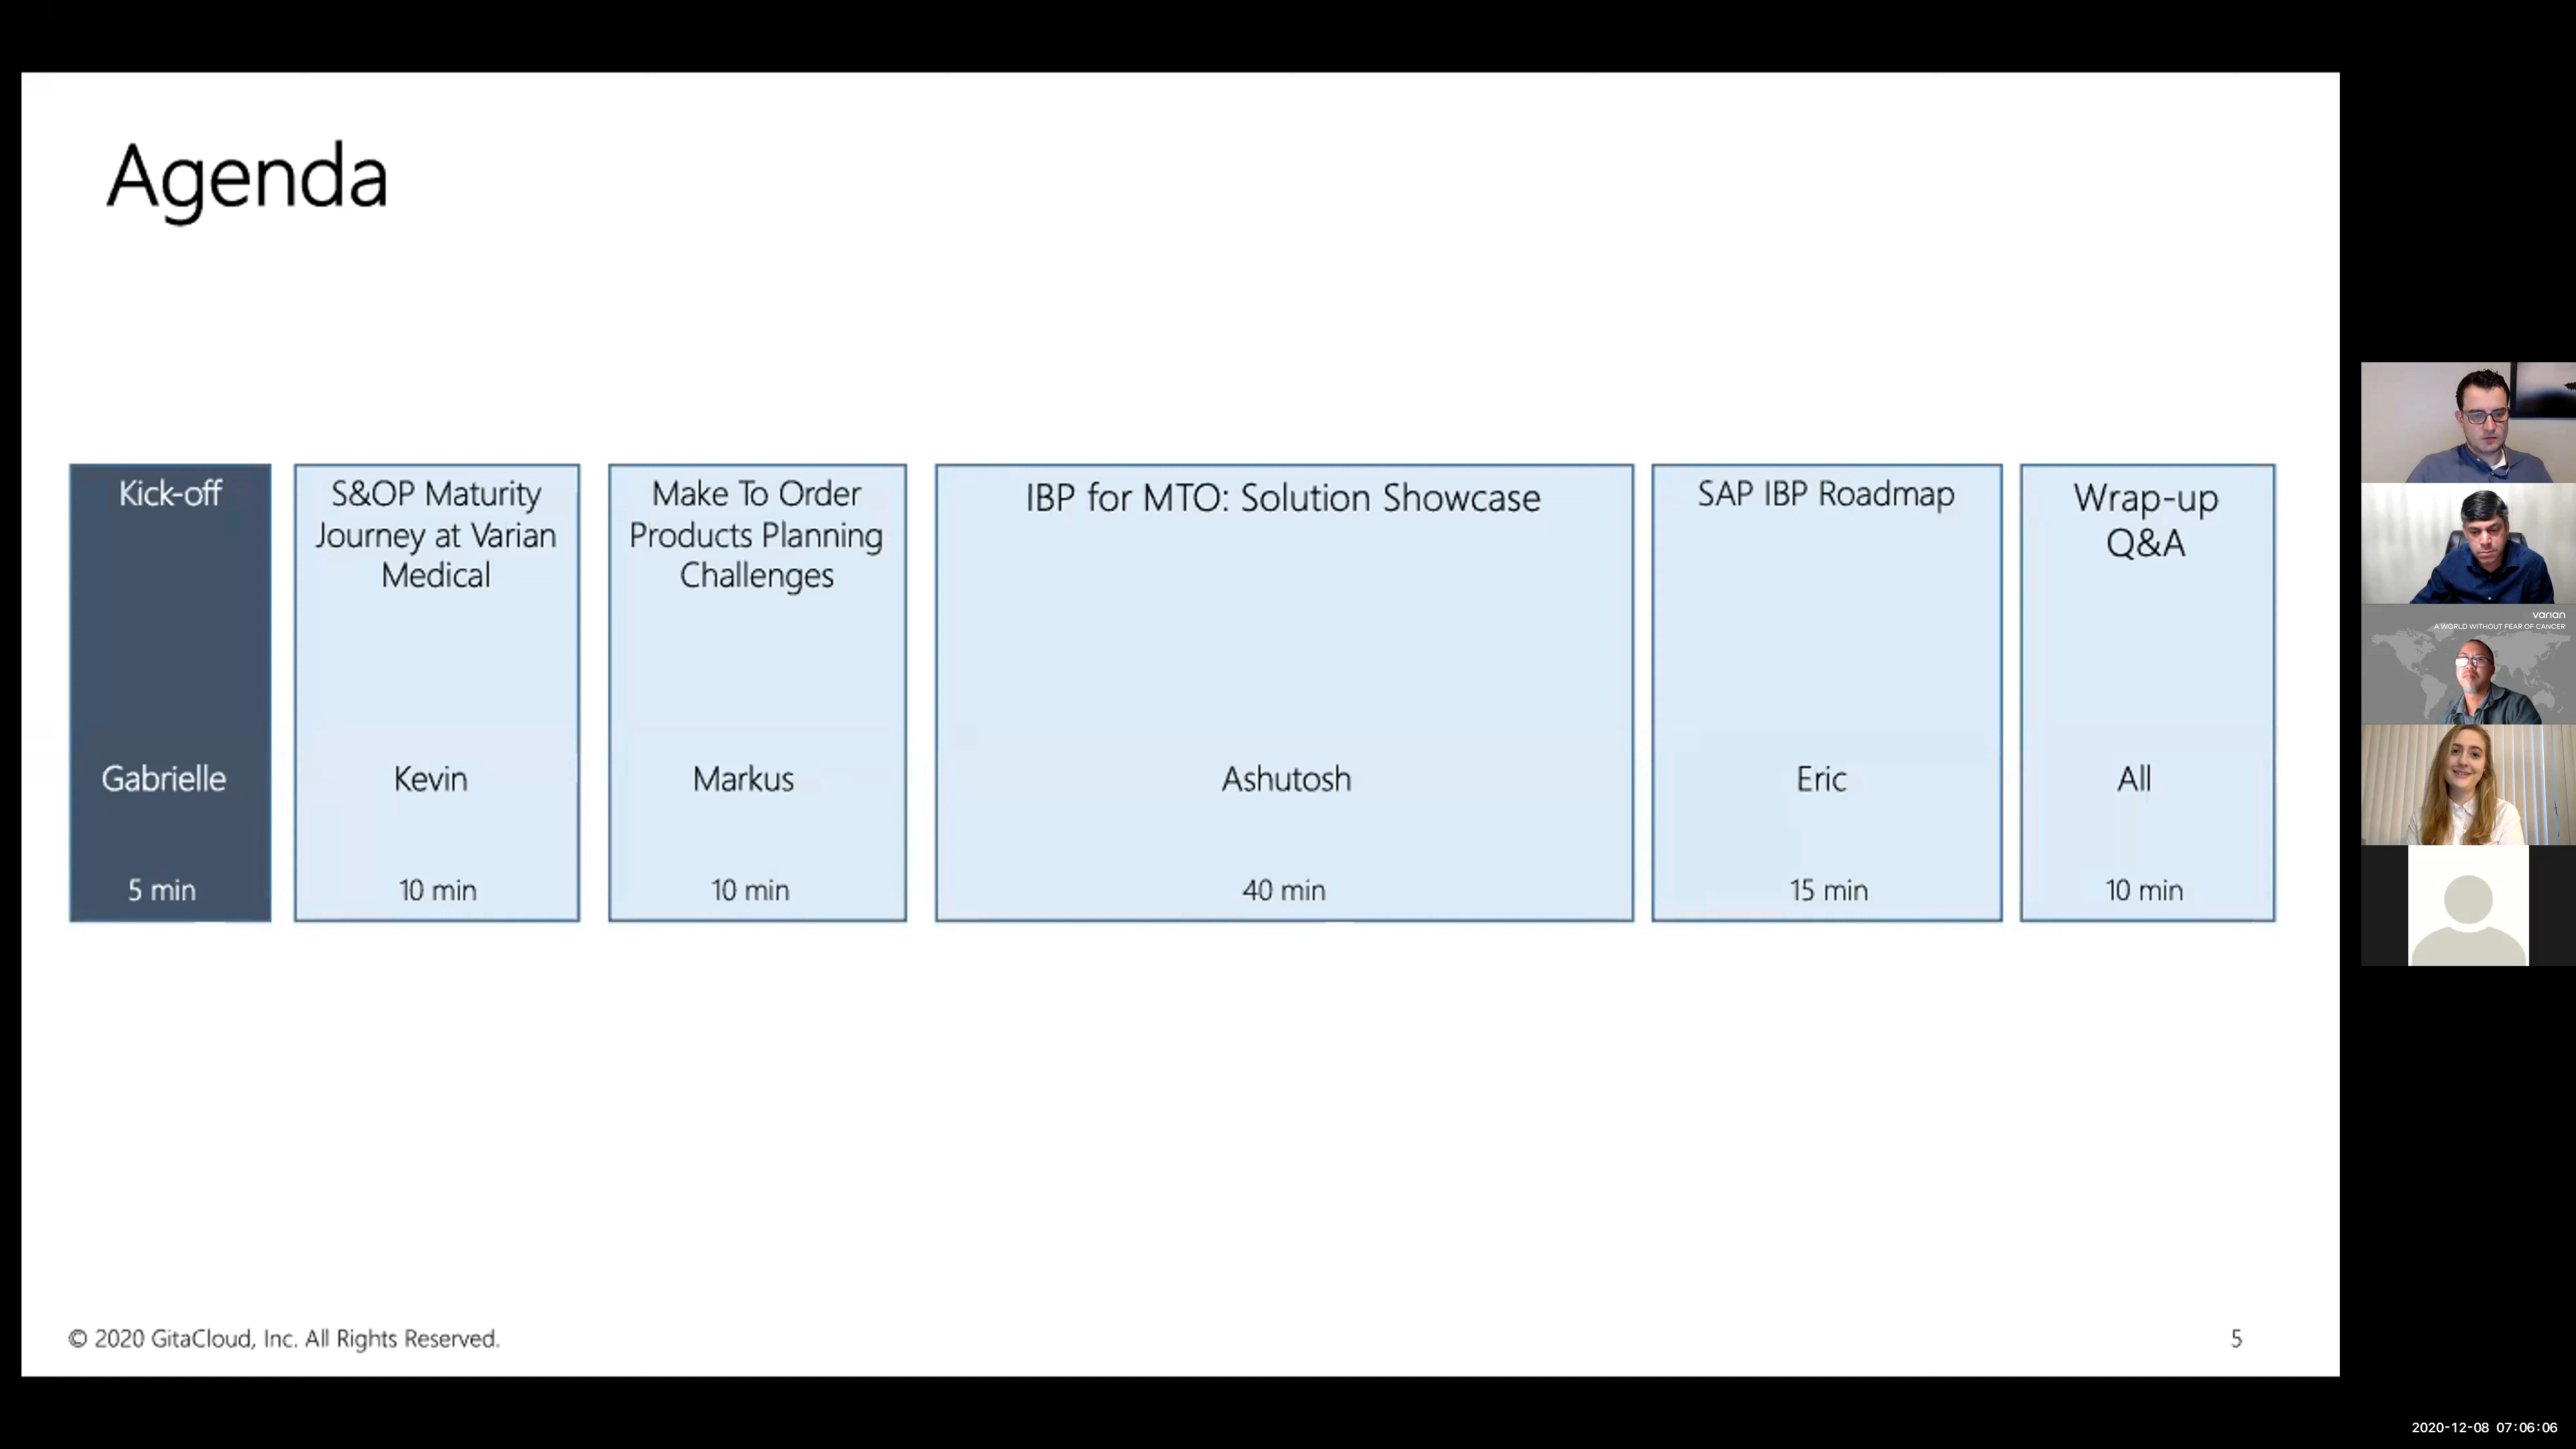 Agenda
Kick-off
Gabrielle
5 min
S&OP Maturity
Journey at Varian
Medical
Kevin
10 min
Make To Order
Products Planning
Challenges
Markus
10 min
IBP for MTO: Solution Showcase
Ashutosh
40 min
SAP IBP Roadmap
Eric
15 min
Wrap-up
Q&A
All
10 min
© 2020 GitaCloud, Inc. All Rights Reserved.
5
varian
A WORLD WITHOUT FEAR OF CANCER
2020-12-08 07:06:06